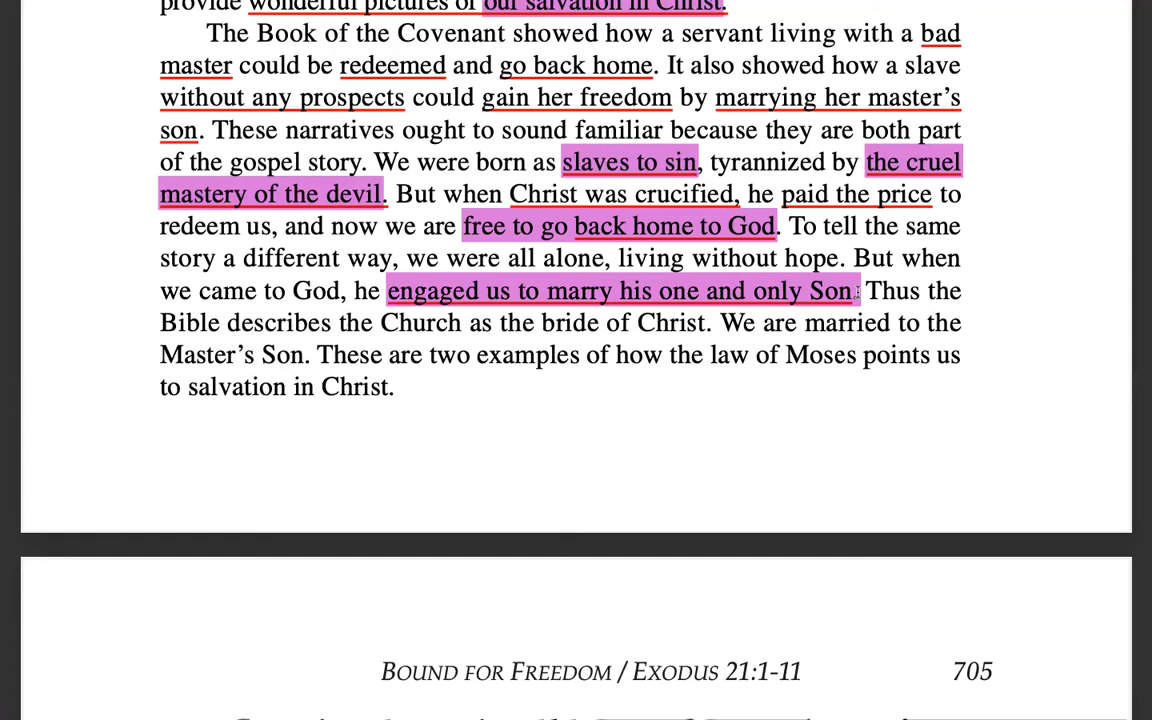 provide wonderful pictures of our salvation in Christ.
The Book of the Covenant showed how a servant living with a bad
master could be redeemed and go back home. It also showed how a slave
without any prospects could gain her freedom by marrying her master’s
son. These narratives ought to sound familiar because they are both part
of the gospel story. We were born as slaves to sin, tyrannized by the cruel
mastery of the devil. But when Christ was crucified, he paid the price to
redeem us, and now we are free to go back home to God. To tell the same
story a different way, we were all alone, living without hope. But when
we came to God, he engaged us to marry his one and only Son. Thus the
Bible describes the Church as the bride of Christ. We are married to the
Master’s Son. These are two examples of how the law of Moses points us
to salvation in Christ.
BOUND FOR FREEDOM / EXODUS 21:1-11 705